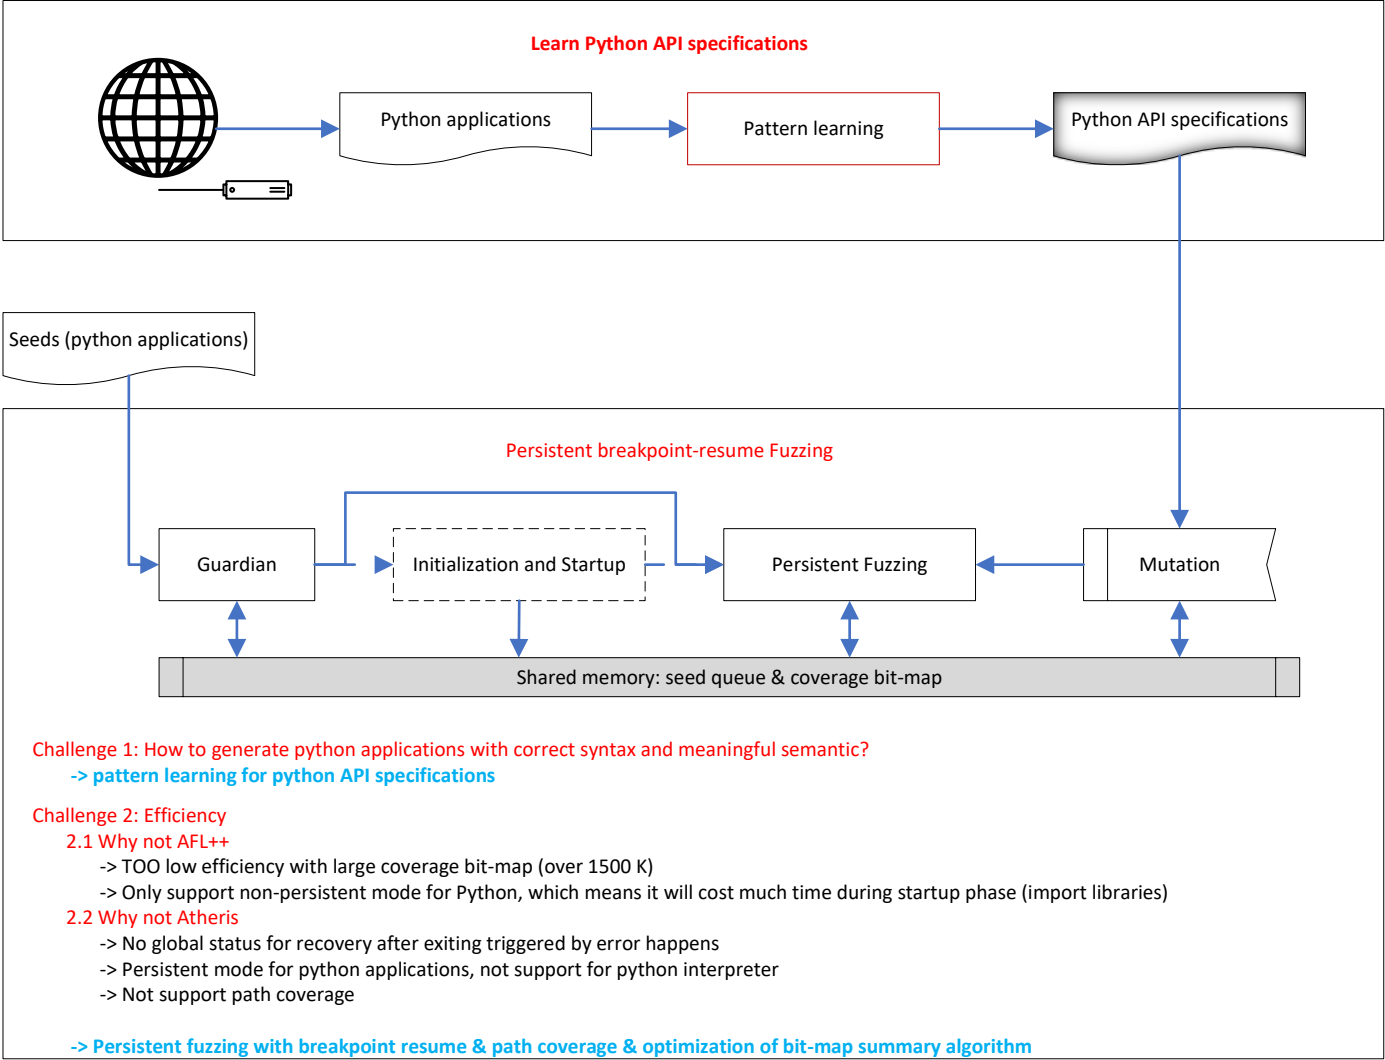 Learn Python API specifications
Python applications
Pattern learning
Python API specifications
Seeds (python applications)
Persistent breakpoint-resume Fuzzing
Guardian
Initialization and Startup
Persistent Fuzzing
Mutation
Shared memory: seed queue & coverage bit-map
Challenge 1: How to generate python applications with correct syntax and meaningful semantic?
-> pattern learning for python API specifications
Challenge 2: Efficiency
2.1 Why not AFL++
-> TOO low efficiency with large coverage bit-map (over 1500 K)
-> Only support non-persistent mode for Python, which means it will cost much time during startup phase (import libraries)
2.2 Why not Atheris
-> No global status for recovery after exiting triggered by error happens
-> Persistent mode for python applications, not support for python interpreter
-> Not support path coverage
-> Persistent fuzzing with breakpoint resume & path coverage & optimization of bit-map summary algorithm